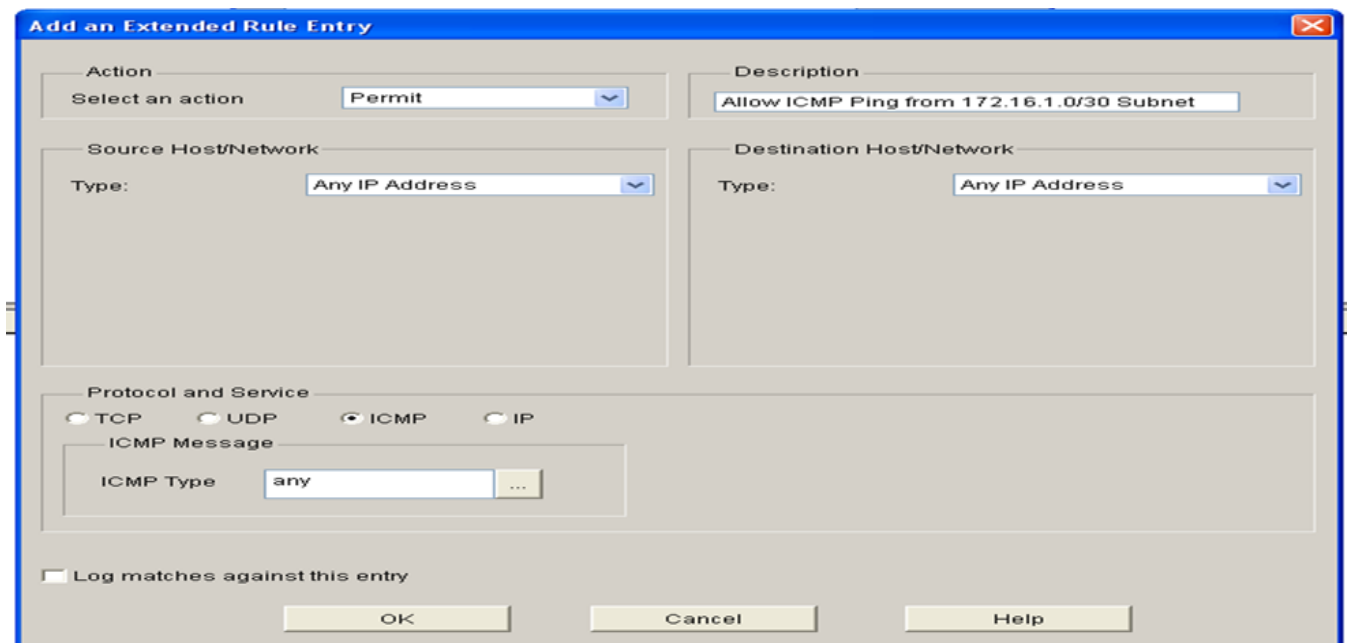 Add an Extended Rule Entry
Action
Select an action
Permit
Description
Allow ICMP Ping from 172.16.1.0/30 Subnet
Source Host/Network
Type:
Any IP Address
Destination Host/Network
Type:
Any IP Address
Protocol and Service
TCP
UDP
ICMP
IP
ICMP Message
ICMP Type
any
...
Log matches against this entry
OK
Cancel
Help